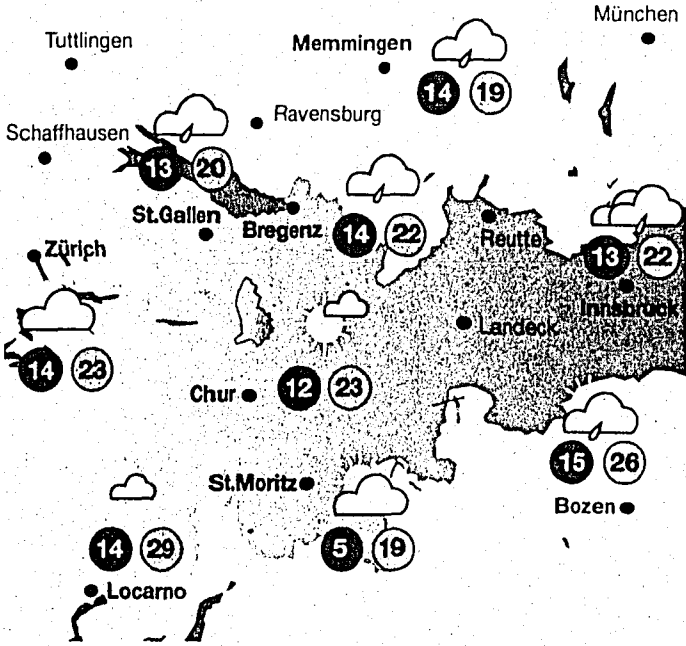 München
Tuttlingen
Memmingen
14 19
Ravensburg
Schaffhausen
13 20
St.Gallen
Bregenz
14 22
Reutte
Zürich
13 22
Innsbruck
Landeck
14 23
Chur
12 23
15 26
St.Moritz
Bozen
14 29
5 19
Locarno